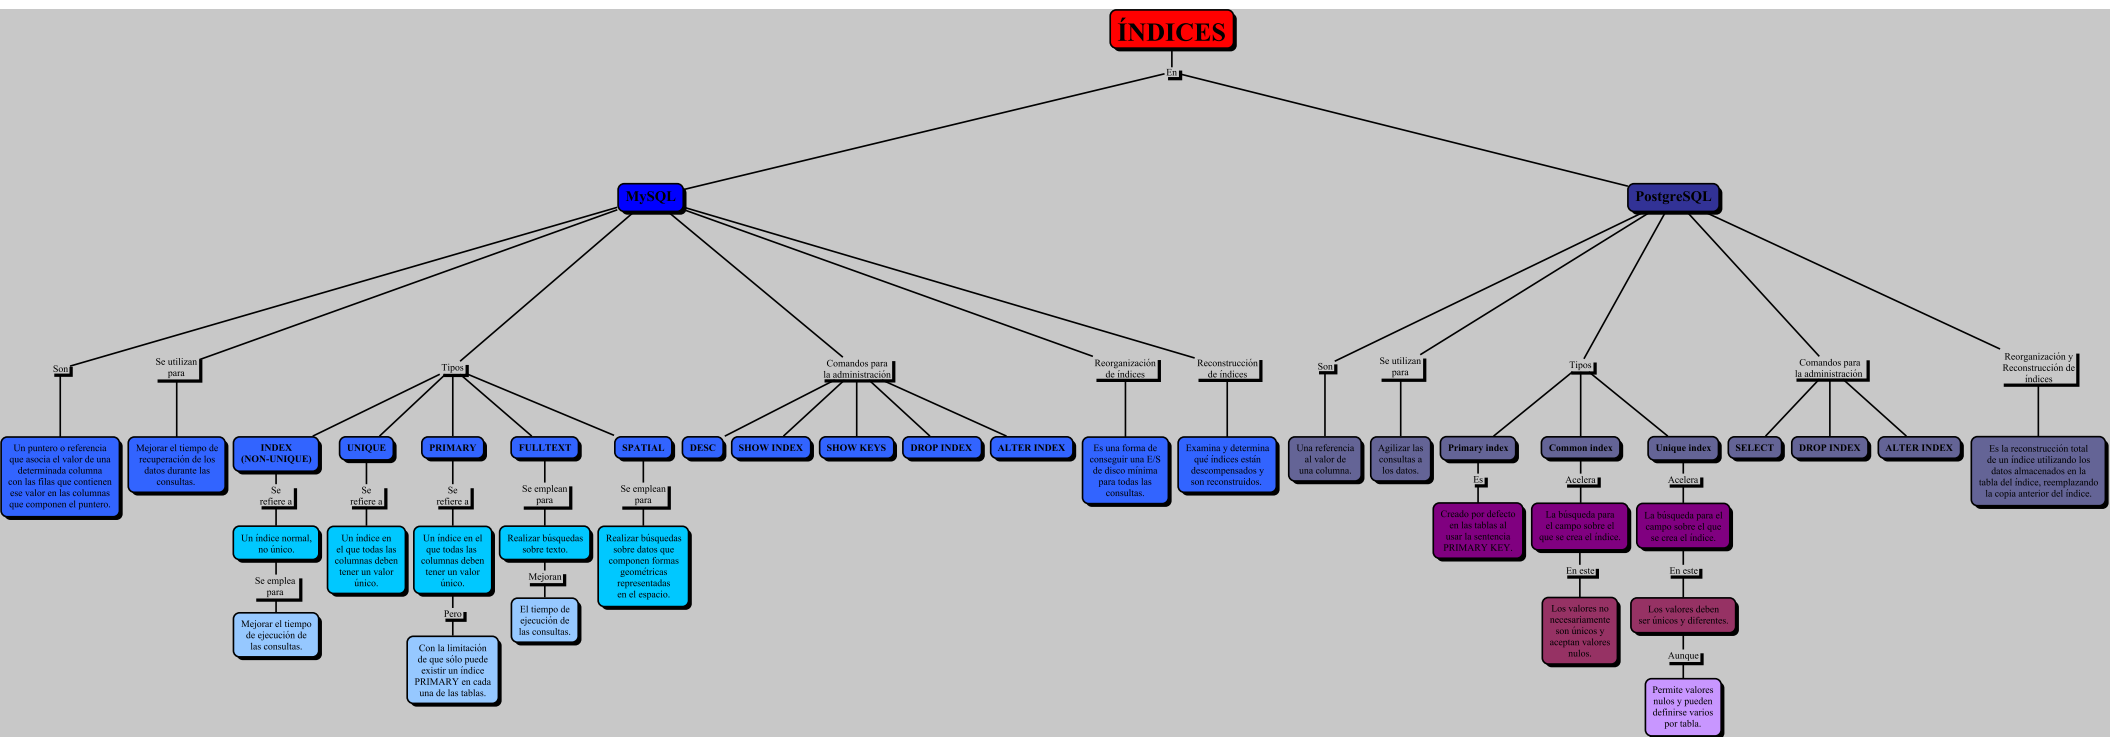 ÍNDICES
En
MySQL
PostgreSQL
Son
Un puntero o referencia
que asocia el valor de una
determinada columna
con las filas que contienen
ese valor en las columnas
que componen el puntero.
Se utilizan
para
Mejorar el tiempo de
recuperación de los
datos durante las
consultas.
Tipos
INDEX
(NON-UNIQUE)
Se
refiere a
Un índice normal,
no único.
Se emplea
para
Mejorar el tiempo
de ejecución de
las consultas.
UNIQUE
Se
refiere a
Un índice en
el que todas las
columnas deben
tener un valor
único.
PRIMARY
Se
refiere a
Un índice en el
que todas las
columnas deben
tener un valor
único.
Pero
Con la limitación
de que sólo puede
existir un índice
PRIMARY en cada
una de las tablas.
FULLTEXT
Se emplean
para
Realizar búsquedas
sobre texto.
Mejoran
El tiempo de
ejecución de
las consultas.
SPATIAL
Se emplean
para
Realizar búsquedas
sobre datos que
componen formas
geométricas
representadas
en el espacio.
Comandos para
la administración
DESC
SHOW INDEX
SHOW KEYS
DROP INDEX
ALTER INDEX
Reorganización
de índices
Es una forma de
conseguir una E/S
de disco mínima
para todas las
consultas.
Reconstrucción
de índices
Examina y determina
qué índices están
descompensados y
son reconstruidos.
Son
Una referencia
al valor de
una columna.
Se utilizan
para
Agilizar las
consultas a
los datos.
Tipos
Primary index
Es
Creado por defecto
en las tablas al
usar la sentencia
PRIMARY KEY.
Common index
Acelera
La búsqueda para
el campo sobre el
que se crea el índice.
En este
Los valores no
necesariamente
son únicos y
aceptan valores
nulos.
Unique index
Acelera
La búsqueda para el
campo sobre el que
se crea el índice.
En este
Los valores deben
ser únicos y diferentes.
Aunque
Permite valores
nulos y pueden
definirse varios
por tabla.
Comandos para
la administración
SELECT
DROP INDEX
ALTER INDEX
Reorganización y
Reconstrucción de
índices
Es la reconstrucción total
de un índice utilizando los
datos almacenados en la
tabla del índice, reemplazando
la copia anterior del índice.